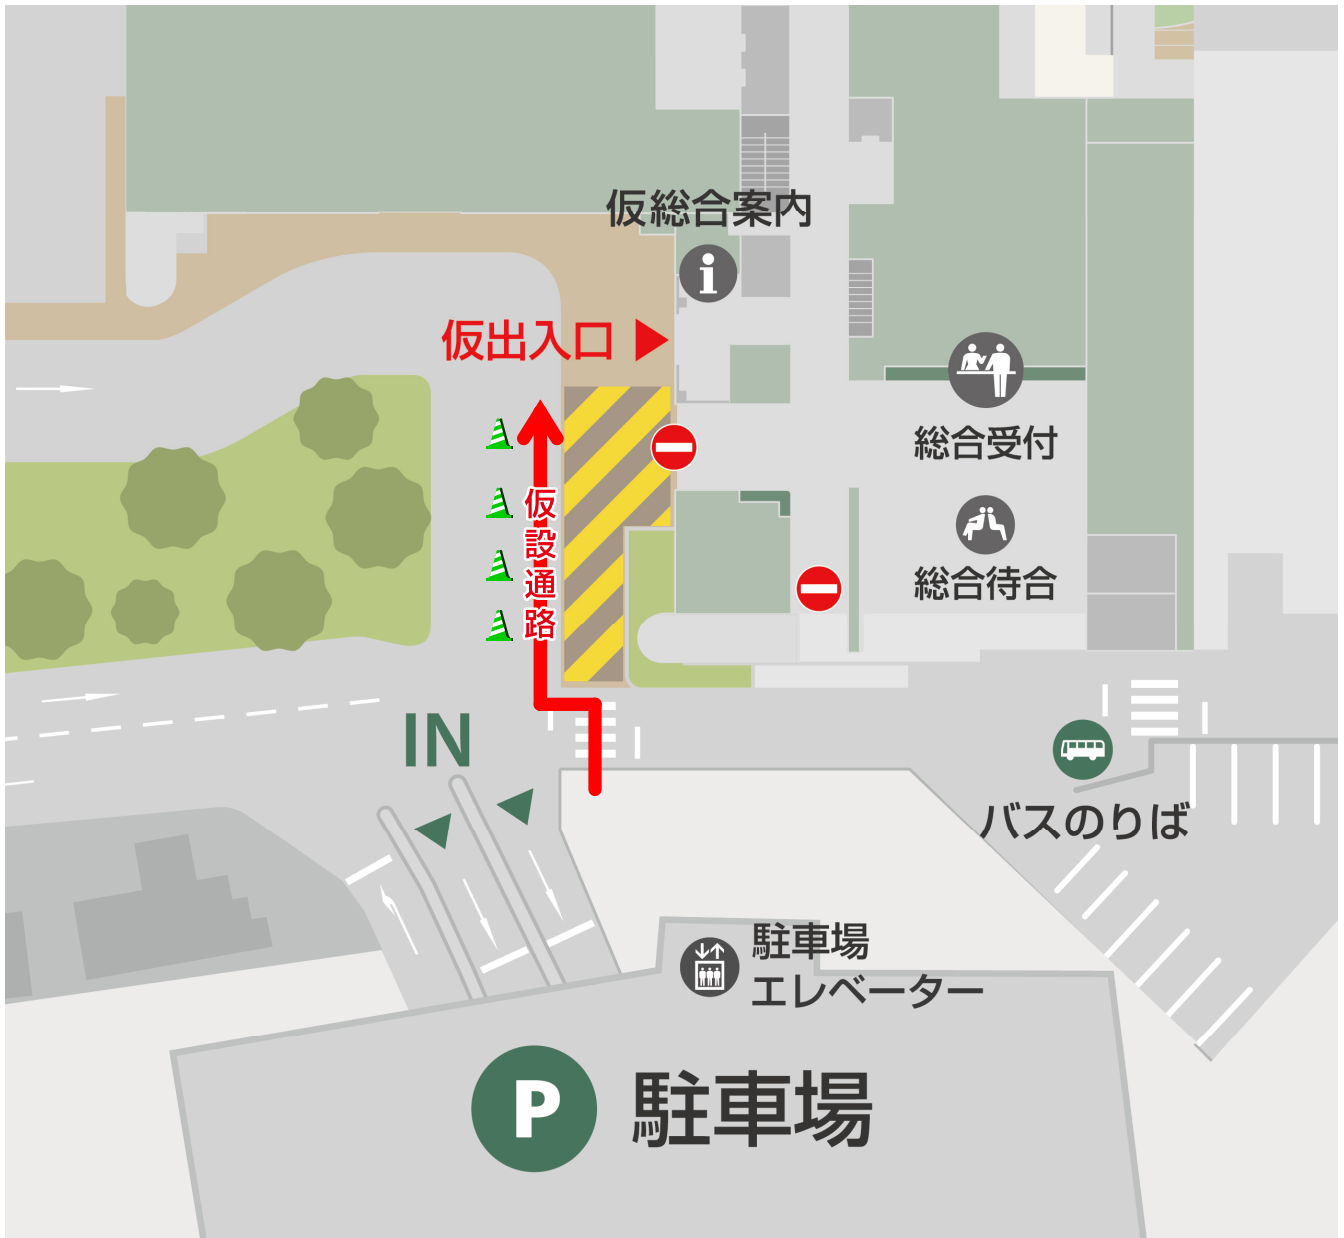 仮総合案内
仮出入口
総合受付
仮設通路
総合待合
IN
バスのりば
駐車場
エレベーター
P
駐車場